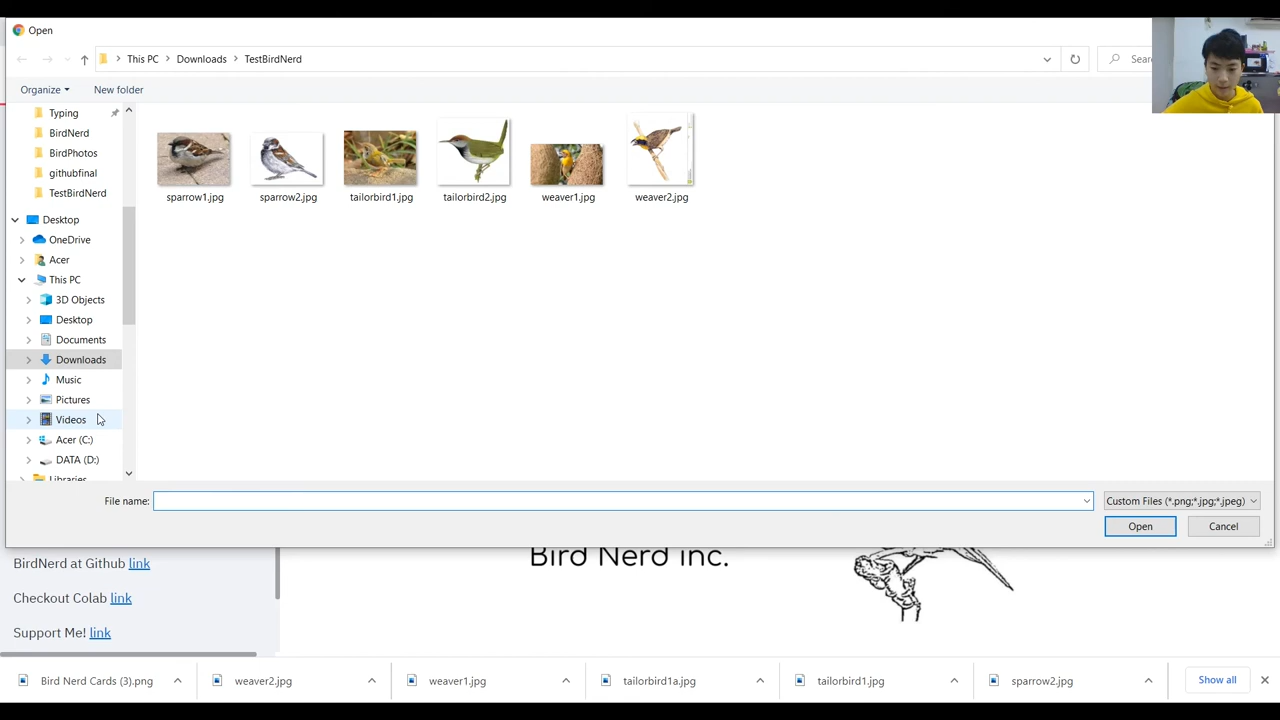 Open
This PC
Downloads
TestBirdNerd
Organize
New folder
Typing
BirdNerd
BirdPhotos
githubfinal
TestBirdNerd
Desktop
OneDrive
Acer
This PC
3D Objects
Desktop
Documents
Downloads
Music
Pictures
Videos
Acer (C:)
DATA (D:)
Libraries
sparrow1.jpg
sparrow2.jpg
tailorbird1.jpg
tailorbird2.jpg
weaver1.jpg
weaver2.jpg
File name:
Custom Files (*.png;*.jpg;*.jpeg)
Open
Cancel
BirdNerd at Github link
Checkout Colab link
Support Me! link
Bird Nerd inc.
Bird Nerd Cards (3).png
weaver2.jpg
weaver1.jpg
tailorbird1a.jpg
tailorbird1.jpg
sparrow2.jpg
Show all